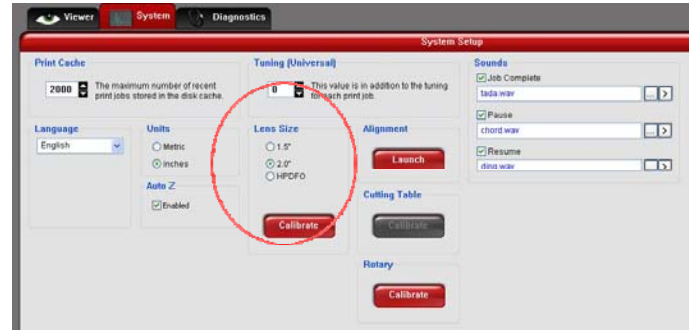 Viewer
System
Diagnostics
System Setup
Print Cache
2000
The maximum number of recent
print jobs stored in the disk cache.
Tuning (Universal)
0
This value is in addition to the tuning
for each print job.
Sounds
Job Complete
tada.wav
... >
Pause
chord.wav
... >
Resume
ding.wav
... >
Language
English
Units
Metric
Inches
Auto Z
Enabled
Lens Size
1.5"
2.0"
HPDFO
Calibrate
Alignment
Launch
Cutting Table
Calibrate
Rotary
Calibrate